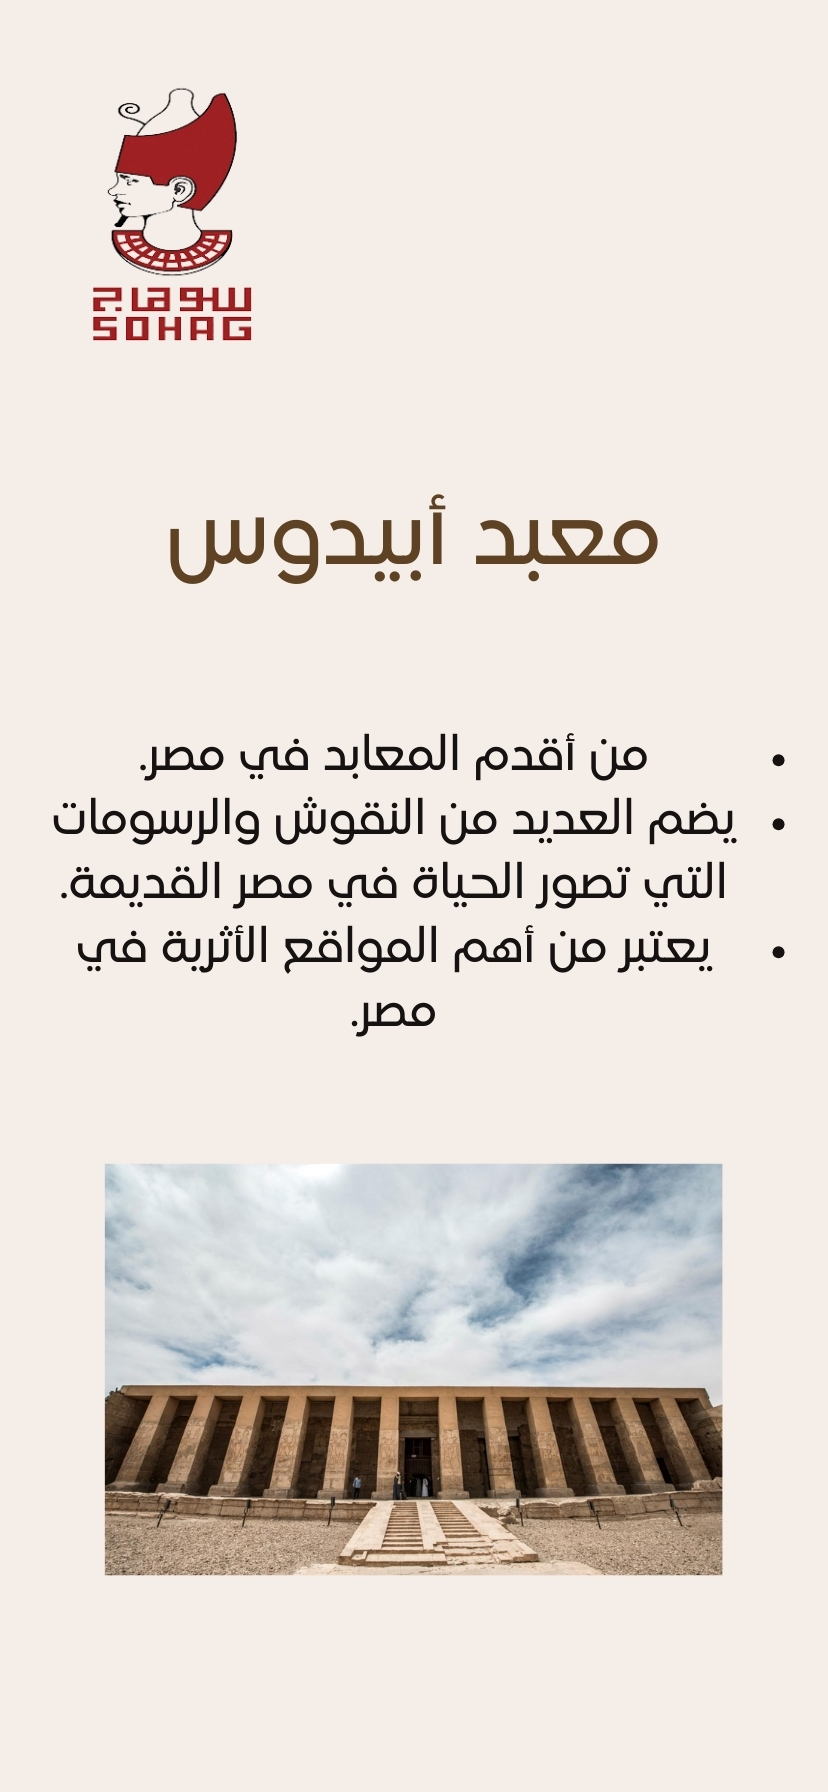 سوهاج
SOHAG
معبد أبيدوس
• من أقدم المعابد في مصر.
• يضم العديد من النقوش والرسومات
التي تصور الحياة في مصر القديمة.
• يعتبر من أهم المواقع الأثرية في
مصر.